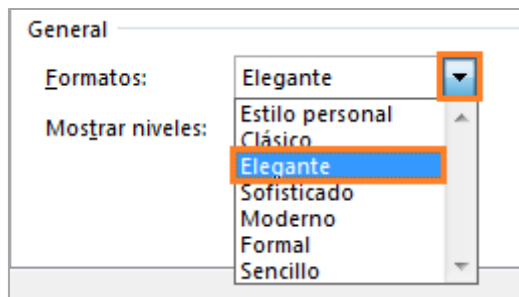 General
Formatos: Elegante
Mostrar niveles:
Estilo personal
Clásico
Elegante
Sofisticado
Moderno
Formal
Sencillo